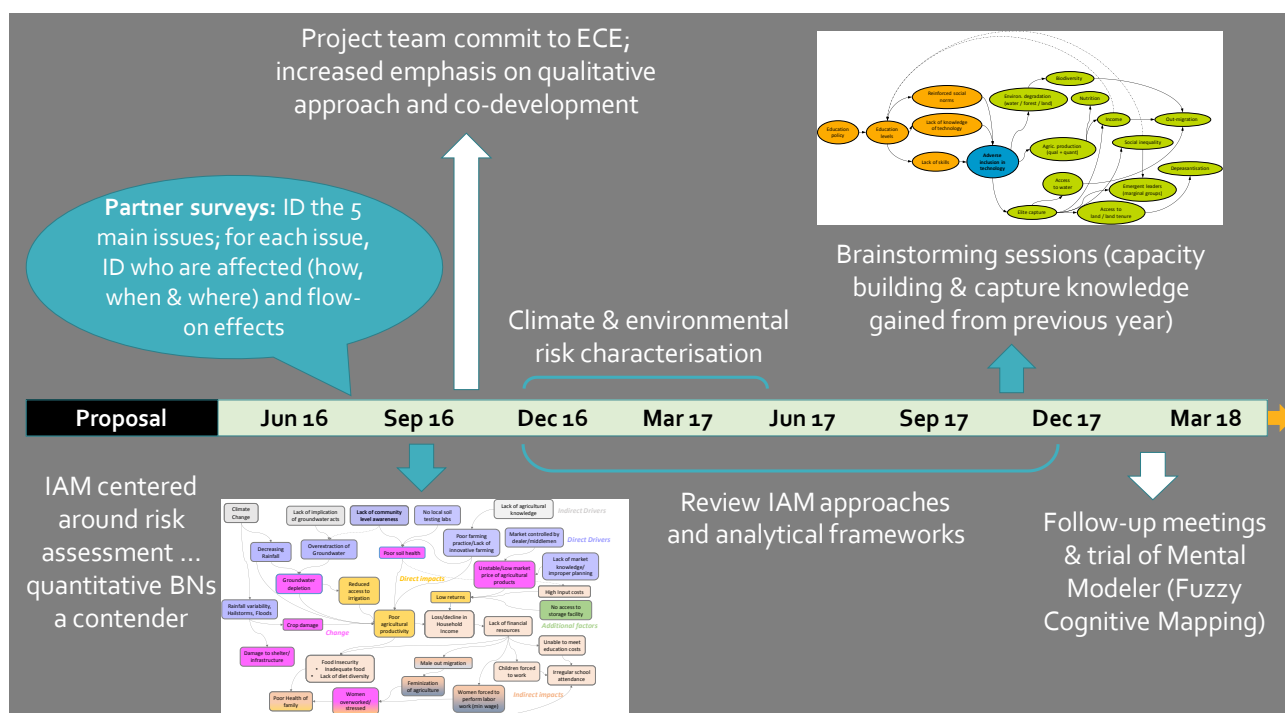 Project team commit to ECE;
increased emphasis on qualitative
approach and co-development
Partner surveys: ID the 5
main issues; for each issue,
ID who are affected (how,
when & where) and flow-
on effects
Climate & environmental
risk characterisation
Education
policy
Education
levels
Reinforced social
norms
Lack of knowledge
of technology
Lack of skills
Adverse
inclusion in
technology
Environ. degradation
(water / forest / land)
Biodiversity
Nutrition
Income
Out-migration
Agric. production
(qual + quant)
Social inequality
Access
to water
Depeasantisation
Emergent leaders
(marginal groups)
Elite capture
Access to
land / land tenure
Brainstorming sessions (capacity
building & capture knowledge
gained from previous year)
Proposal
Jun 16
Sep 16
Dec 16
Mar 17
Jun 17
Sep 17
Dec 17
Mar 18
IAM centered
around risk
assessment ...
quantitative BNs
a contender
Climate
Change
Lack of implication
of groundwater acts
Lack of community
level awareness
No local soil
testing labs
Lack of agricultural
knowledge
Indirect Drivers
Decreasing
Rainfall
Overextraction of
Groundwater
Poor soil health
Poor farming
practice/Lack of
innovative farming
Market controlled by
dealer/middlemen
Direct Drivers
Groundwater
depletion
Reduced
access to
irrigation
Direct impacts
Unstable/Low market
price of agricultural
products
Lack of market
knowledge/
improper planning
Rainfall variability,
Hailstorms, Floods
Low returns
High input costs
No access to
storage facility
Crop damage
Change
Poor
agricultural
productivity
Loss/decline in
Household
Income
Lack of financial
resources
Additional factors
Damage to shelter/
infrastructure
Unable to meet
education costs
Food Insecurity
• Inadequate food
• Lack of diet diversity
Male out migration
Children forced
to work
Irregular school
attendance
Feminization
of agriculture
Poor Health of
family
Women
overworked/
stressed
Women forced to
perform labor
work (min wage)
Indirect impacts
Review IAM approaches
and analytical frameworks
Follow-up meetings
& trial of Mental
Modeler (Fuzzy
Cognitive Mapping)